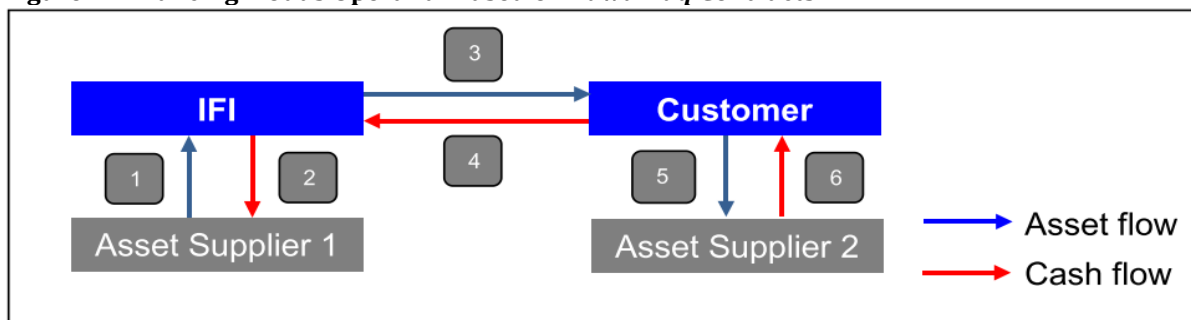 3
IFI
Customer
4
1
2
5
6
Asset Supplier 1
Asset Supplier 2
Asset flow
Cash flow